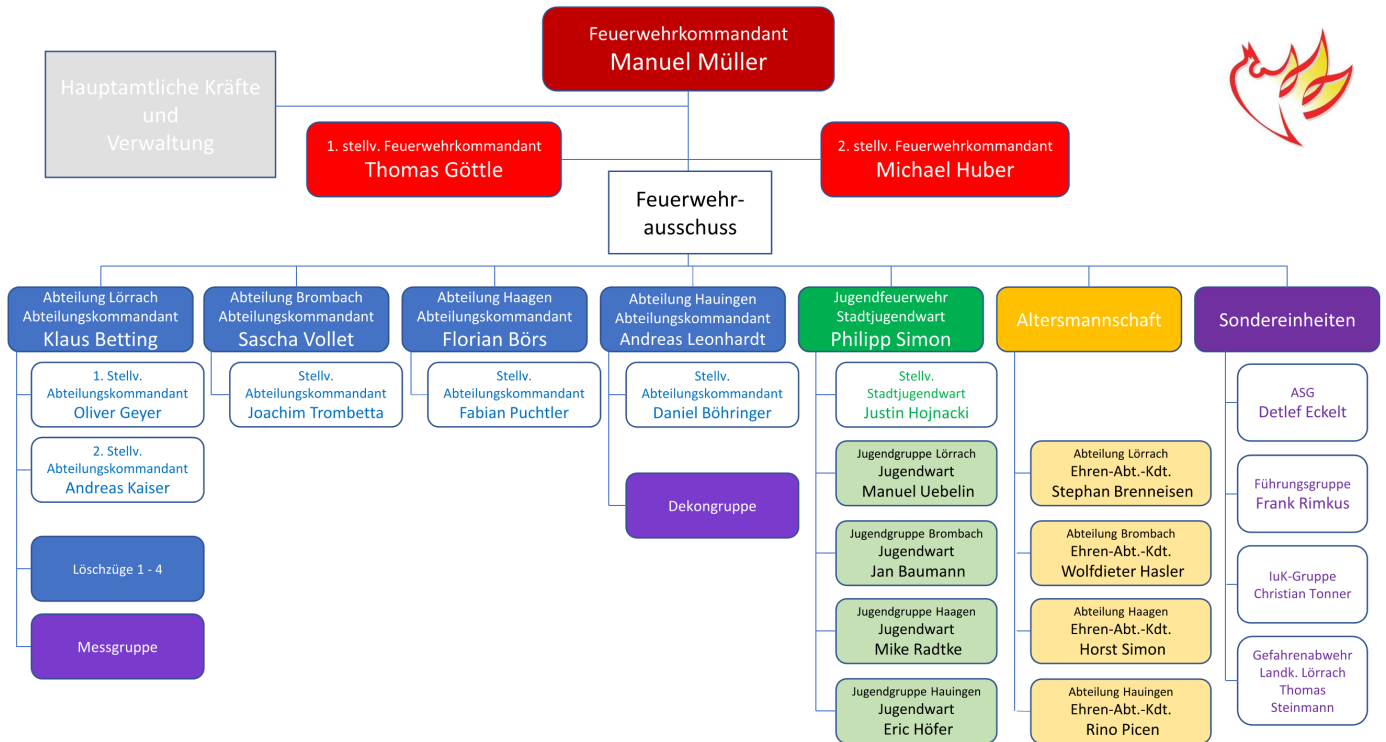 Feuerwehrkommandant
Manuel Müller
Hauptamtliche Kräfte
und
Verwaltung
1. stellv. Feuerwehrkommandant
Thomas Göttle
2. stellv. Feuerwehrkommandant
Michael Huber
Feuerwehr-
ausschuss
Abteilung Lörrach
Abteilungskommandant
Klaus Betting
1. Stellv.
Abteilungskommandant
Oliver Geyer
2. Stellv.
Abteilungskommandant
Andreas Kaiser
Löschzüge 1 - 4
Messgruppe
Abteilung Brombach
Abteilungskommandant
Sascha Vollet
Stellv.
Abteilungskommandant
Joachim Trombetta
Abteilung Haagen
Abteilungskommandant
Florian Börs
Stellv.
Abteilungskommandant
Fabian Puchtler
Abteilung Hauingen
Abteilungskommandant
Andreas Leonhardt
Stellv.
Abteilungskommandant
Daniel Böhringer
Dekongruppe
Jugendfeuerwehr
Stadtjugendwart
Philipp Simon
Stellv.
Stadtjugendwart
Justin Hojnacki
Jugendgruppe Lörrach
Jugendwart
Manuel Uebelin
Jugendgruppe Brombach
Jugendwart
Jan Baumann
Jugendgruppe Haagen
Jugendwart
Mike Radtke
Jugendgruppe Hauingen
Jugendwart
Eric Höfer
Altersmannschaft
Abteilung Lörrach
Ehren-Abt.-Kdt.
Stephan Brenneisen
Abteilung Brombach
Ehren-Abt.-Kdt.
Wolfdieter Hasler
Abteilung Haagen
Ehren-Abt.-Kdt.
Horst Simon
Abteilung Hauingen
Ehren-Abt.-Kdt.
Rino Picen
Sondereinheiten
ASG
Detlef Eckelt
Führungsgruppe
Frank Rimkus
IuK-Gruppe
Christian Tonner
Gefahrenabwehr
Landk. Lörrach
Thomas
Steinmann